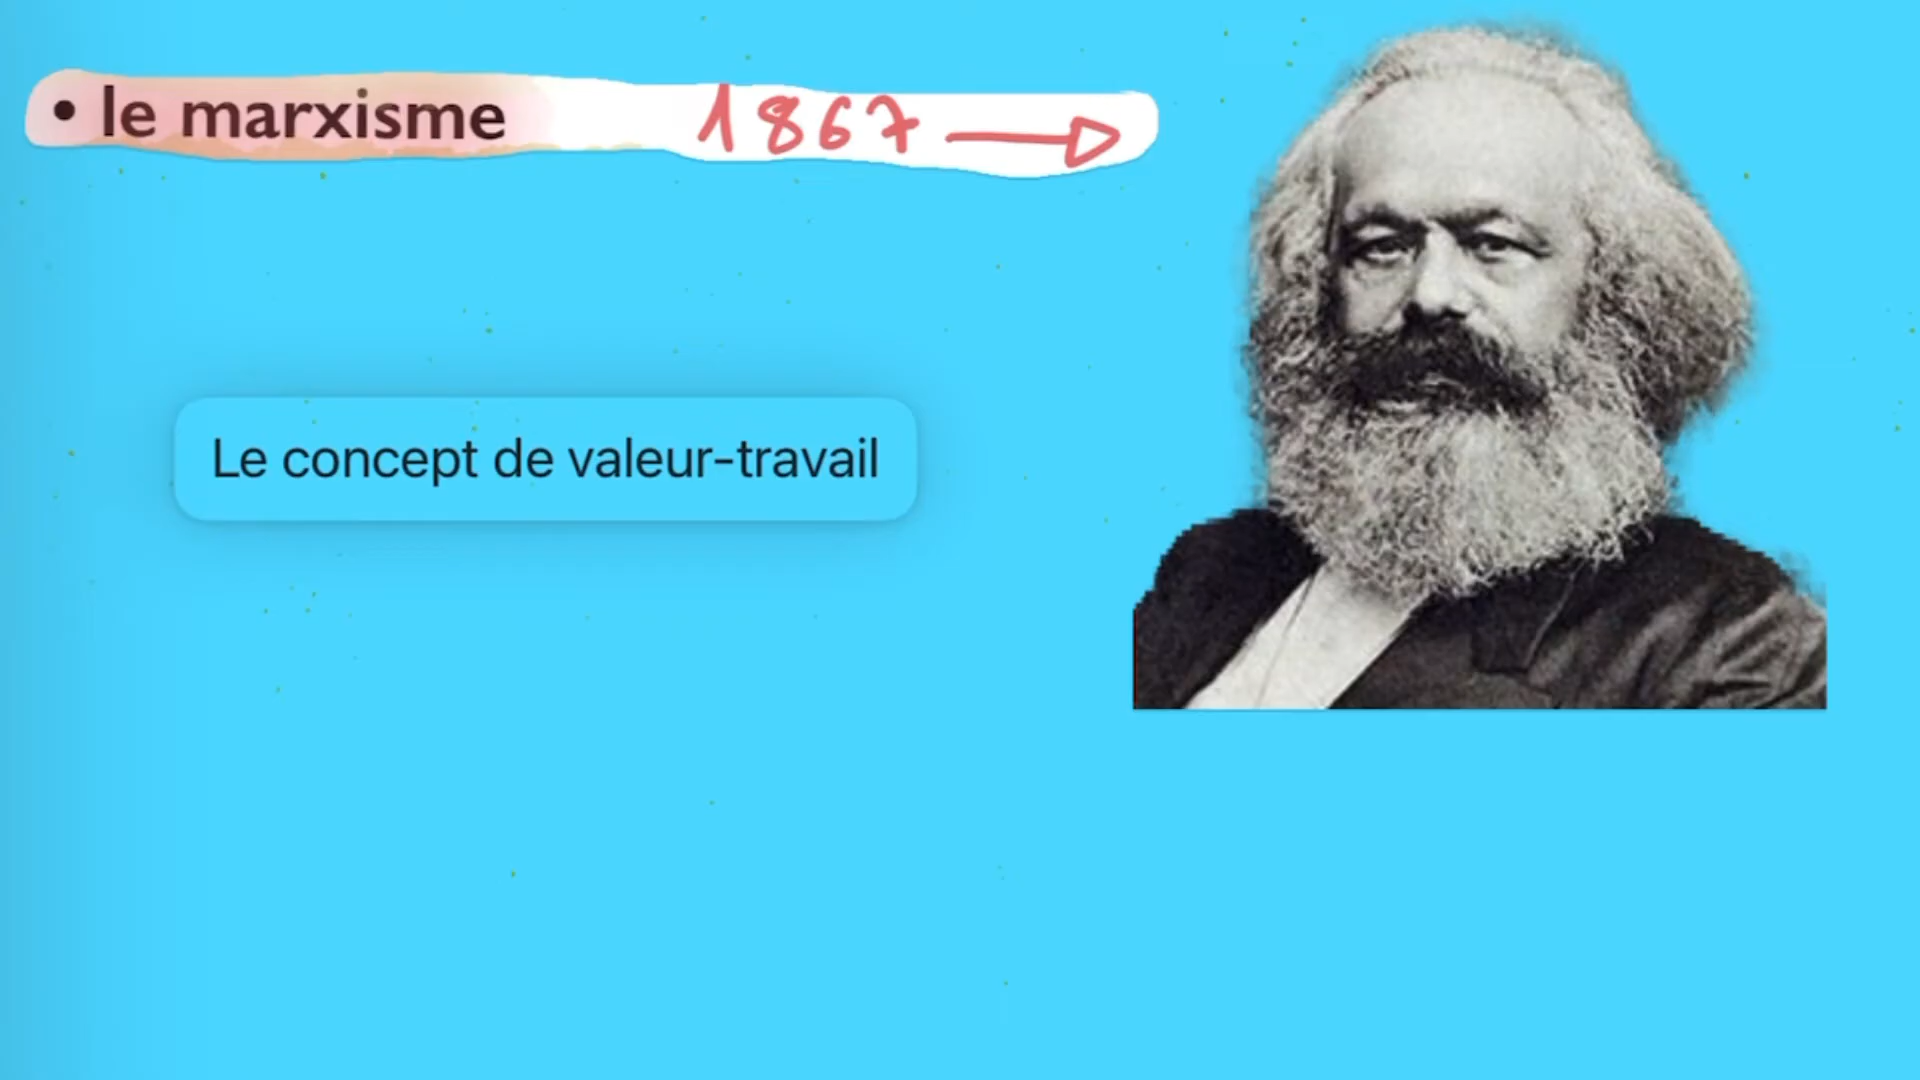 • le marxisme 1867
Le concept de valeur-travail